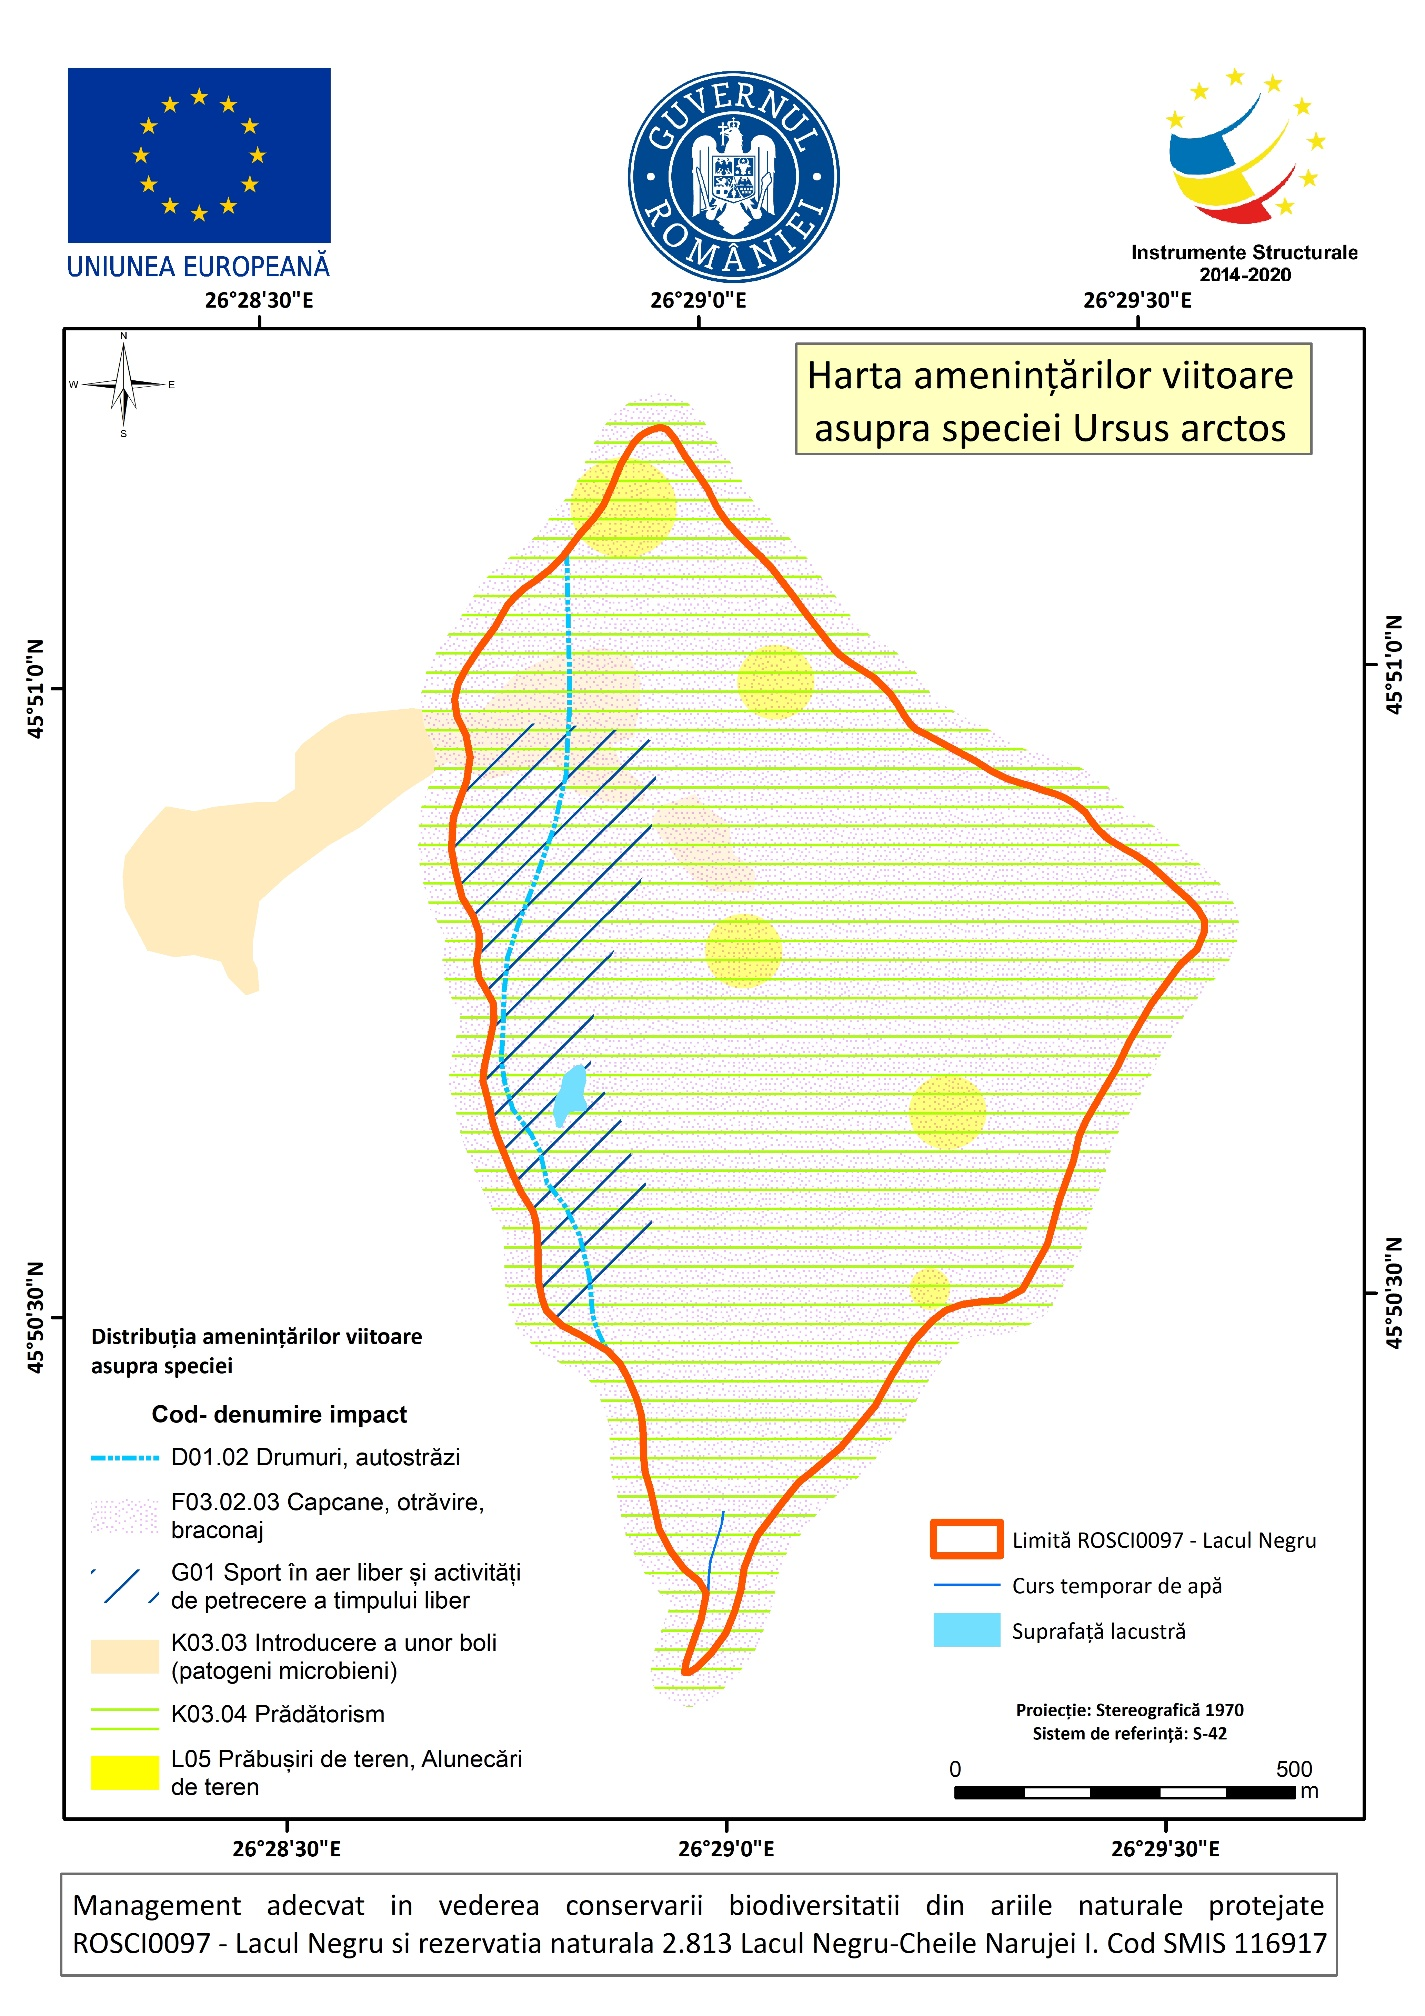 UNIUNEA EUROPEANĂ
GUVERNUL ROMÂNIEI
Instrumente Structurale
2014-2020
26°28'30"E
26°29'0"E
26°29'30"E
N
W
E
S
Harta amenințărilor viitoare
asupra speciei Ursus arctos
45°51'0"N
45°51'0"N
45°50'30"N
45°50'30"N
Distribuția amenințărilor viitoare
asupra speciei
Cod- denumire impact
D01.02 Drumuri, autostrăzi
F03.02.03 Capcane, otrăvire,
braconaj
G01 Sport în aer liber și activități
de petrecere a timpului liber
K03.03 Introducere a unor boli
(patogeni microbieni)
K03.04 Prădătorism
L05 Prăbușiri de teren, Alunecări
de teren
Limită ROSCI0097 - Lacul Negru
Curs temporar de apă
Suprafață lacustră
Proiecție: Stereografică 1970
Sistem de referință: S-42
0
500
m
26°28'30"E
26°29'0"E
26°29'30"E
Management adecvat in vederea conservarii biodiversitatii din ariile naturale protejate
ROSCI0097 - Lacul Negru si rezervatia naturala 2.813 Lacul Negru-Cheile Narujei I. Cod SMIS 116917